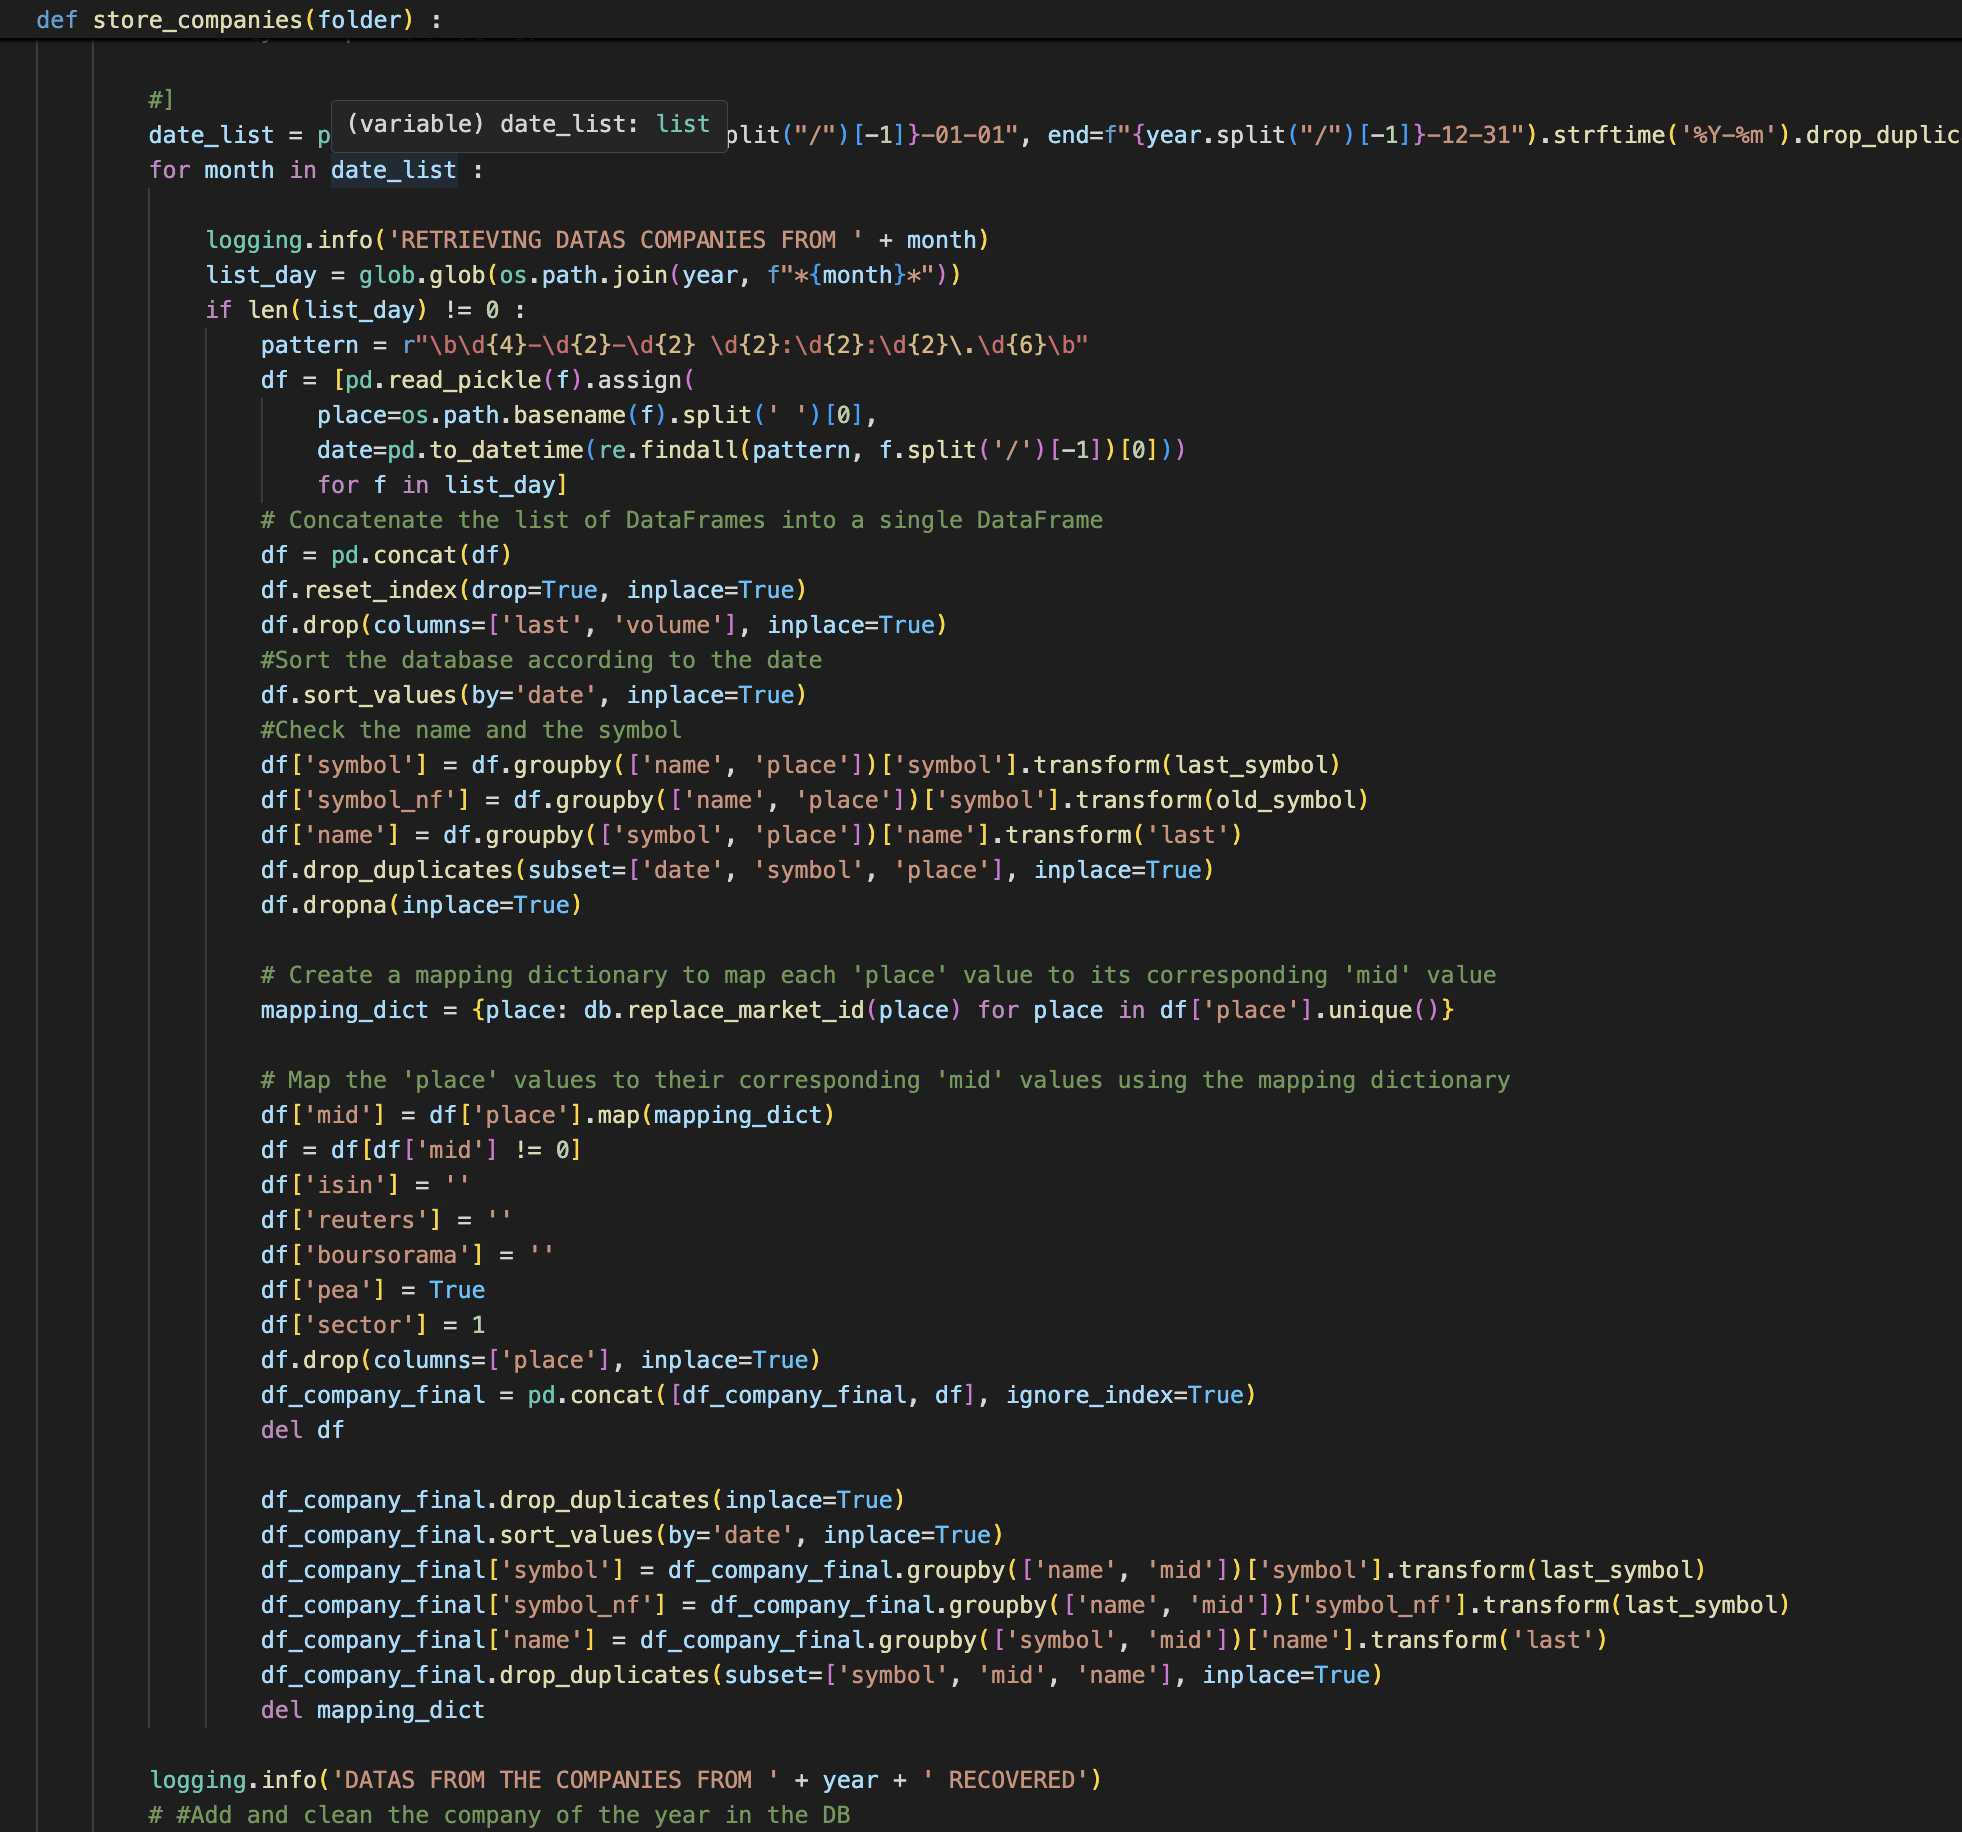 def store_companies(folder) :
#]
(variable) date_list: list
date_list = p plit("/")[-1]}-01-01", end=f"{year.split("/")[-1]}-12-31").strftime('%Y-%m').drop_duplic
for month in date_list :
logging.info('RETRIEVING DATAS COMPANIES FROM ' + month)
list_day = glob.glob(os.path.join(year, f"*{month}*"))
if len(list_day) != 0 :
pattern = r"\b\d{4}-\d{2}-\d{2} \d{2}:\d{2}:\d{2}\.\d{6}\b"
df = [pd.read_pickle(f).assign(
place=os.path.basename(f).split(' ')[0],
date=pd.to_datetime(re.findall(pattern, f.split('/')[-1])[0]))
for f in list_day]
# Concatenate the list of DataFrames into a single DataFrame
df = pd.concat(df)
df.reset_index(drop=True, inplace=True)
df.drop(columns=['last', 'volume'], inplace=True)
#Sort the database according to the date
df.sort_values(by='date', inplace=True)
#Check the name and the symbol
df['symbol'] = df.groupby(['name', 'place'])['symbol'].transform(last_symbol)
df['symbol_nf'] = df.groupby(['name', 'place'])['symbol'].transform(old_symbol)
df['name'] = df.groupby(['symbol', 'place'])['name'].transform('last')
df.drop_duplicates(subset=['date', 'symbol', 'place'], inplace=True)
df.dropna(inplace=True)
# Create a mapping dictionary to map each 'place' value to its corresponding 'mid' value
mapping_dict = {place: db.replace_market_id(place) for place in df['place'].unique()}
# Map the 'place' values to their corresponding 'mid' values using the mapping dictionary
df['mid'] = df['place'].map(mapping_dict)
df = df[df['mid'] != 0]
df['isin'] = ''
df['reuters'] = ''
df['boursorama'] = ''
df['pea'] = True
df['sector'] = 1
df.drop(columns=['place'], inplace=True)
df_company_final = pd.concat([df_company_final, df], ignore_index=True)
del df
df_company_final.drop_duplicates(inplace=True)
df_company_final.sort_values(by='date', inplace=True)
df_company_final['symbol'] = df_company_final.groupby(['name', 'mid'])['symbol'].transform(last_symbol)
df_company_final['symbol_nf'] = df_company_final.groupby(['name', 'mid'])['symbol_nf'].transform(last_symbol)
df_company_final['name'] = df_company_final.groupby(['symbol', 'mid'])['name'].transform('last')
df_company_final.drop_duplicates(subset=['symbol', 'mid', 'name'], inplace=True)
del mapping_dict
logging.info('DATAS FROM THE COMPANIES FROM ' + year + ' RECOVERED')
# #Add and clean the company of the year in the DB